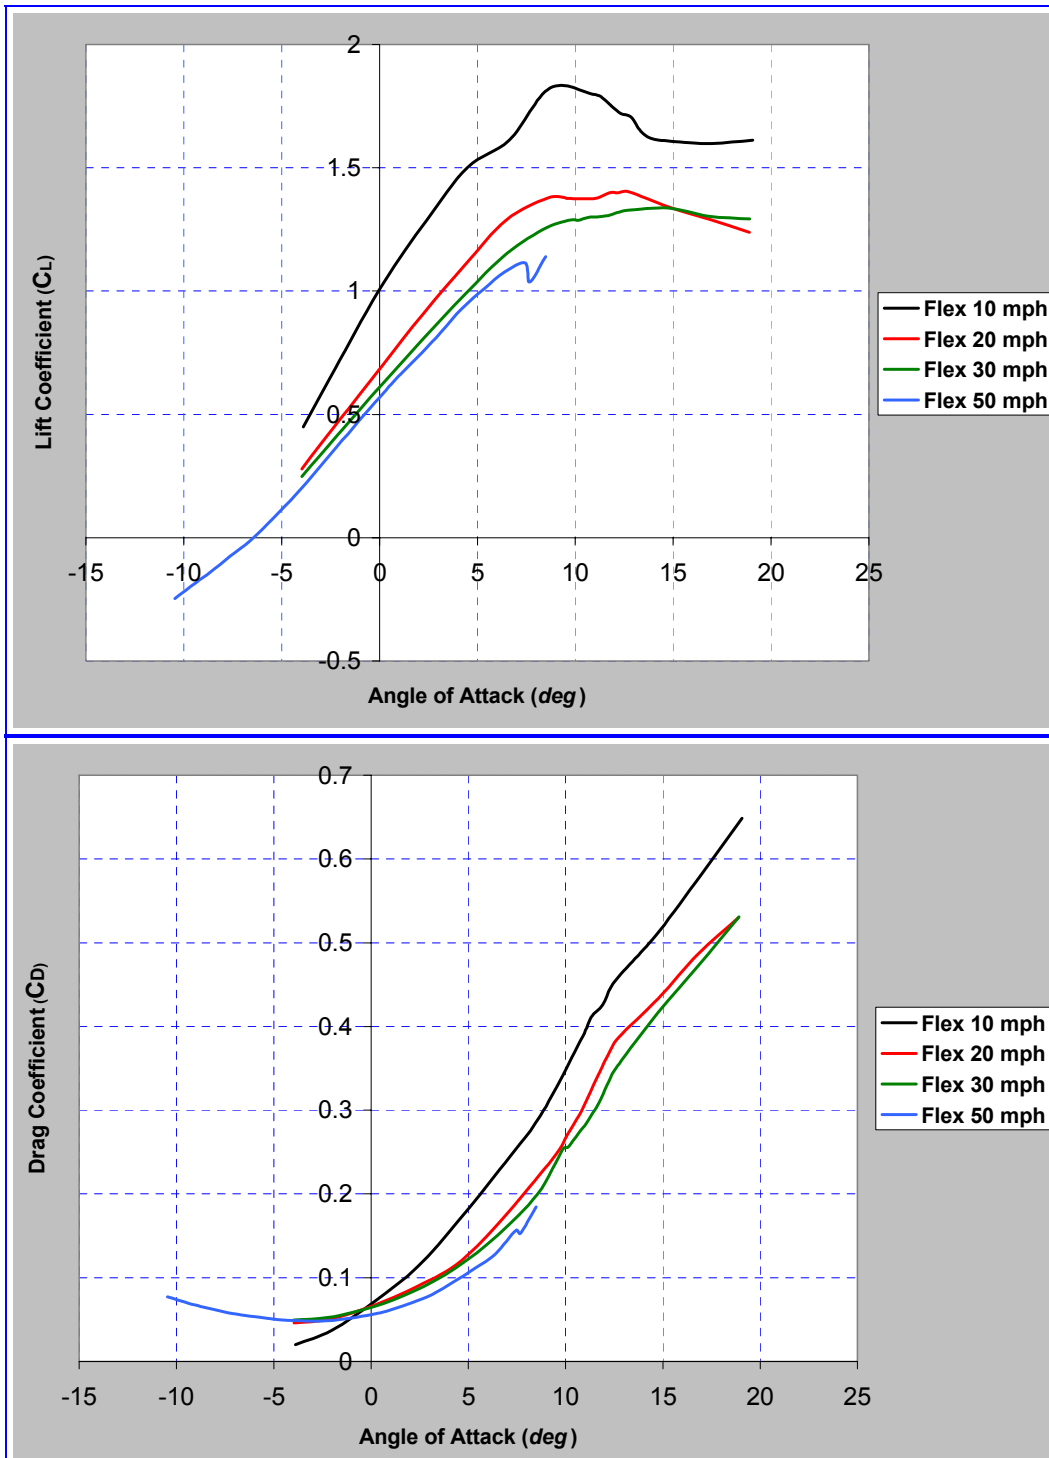 2
1.5
1
0.5
0
-0.5
-15
-10
-5
0
5
10
15
20
25
Lift Coefficient (CL)
Angle of Attack (deg)
Flex 10 mph
Flex 20 mph
Flex 30 mph
Flex 50 mph
0.7
0.6
0.5
0.4
0.3
0.2
0.1
0
-15
-10
-5
0
5
10
15
20
25
Drag Coefficient (CD)
Angle of Attack (deg)
Flex 10 mph
Flex 20 mph
Flex 30 mph
Flex 50 mph